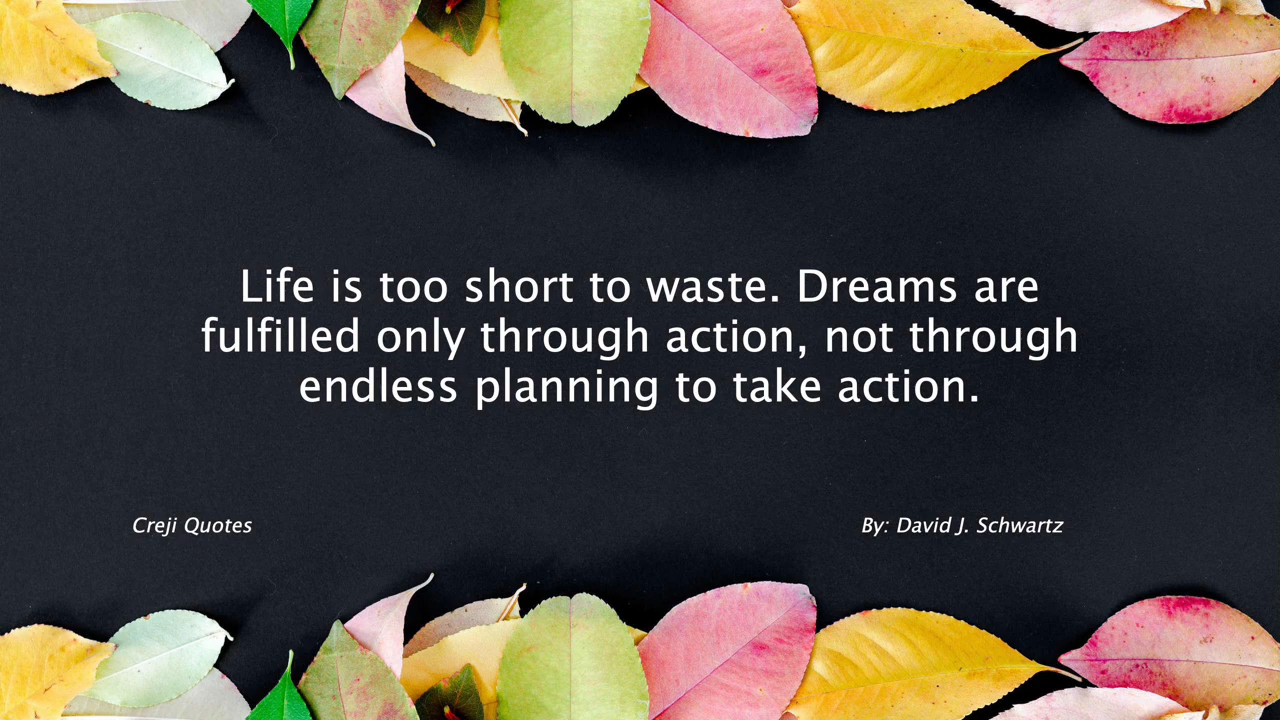 Life is too short to waste. Dreams are
fulfilled only through action, not through
endless planning to take action.
Creji Quotes
By: David J. Schwartz